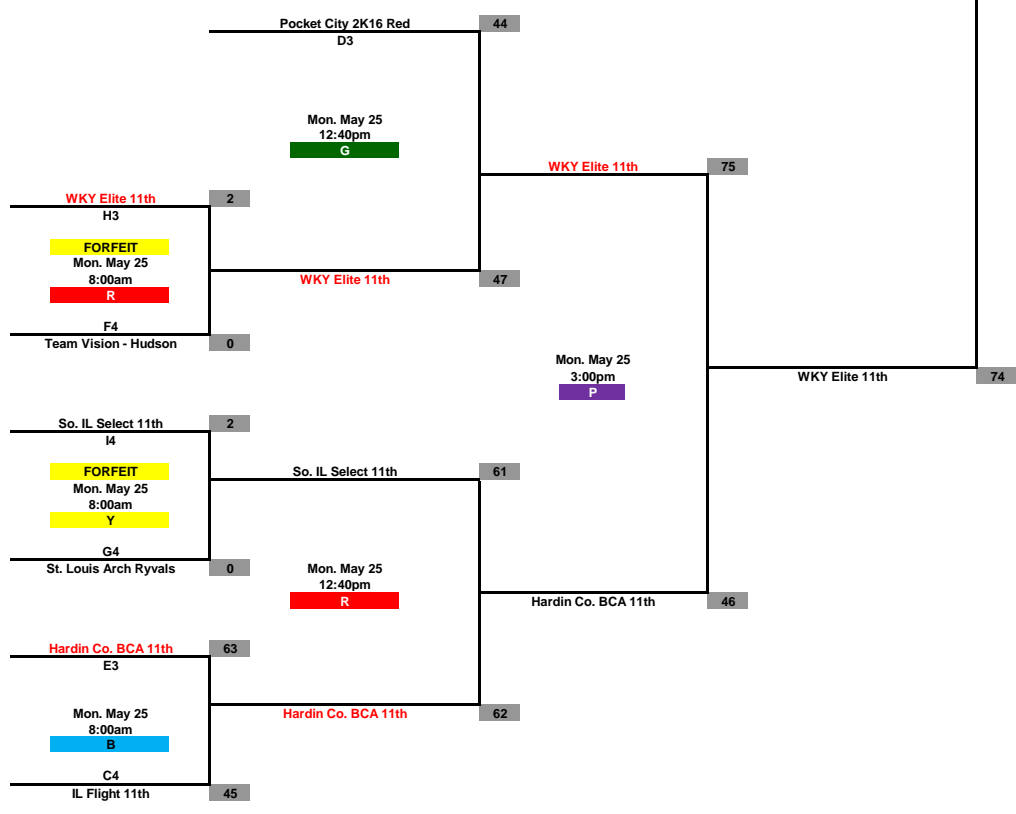 Pocket City 2K16 Red
44
D3
Mon. May 25
12:40pm
G
WKY Elite 11th
75
WKY Elite 11th
2
H3
FORFEIT
Mon. May 25
8:00am
R
WKY Elite 11th
47
F4
Team Vision - Hudson
0
Mon. May 25
3:00pm
P
WKY Elite 11th
74
So. IL Select 11th
2
I4
FORFEIT
Mon. May 25
8:00am
Y
So. IL Select 11th
61
G4
St. Louis Arch Ryvals
0
Mon. May 25
12:40pm
R
Hardin Co. BCA 11th
46
Hardin Co. BCA 11th
63
E3
Mon. May 25
8:00am
B
Hardin Co. BCA 11th
62
C4
IL Flight 11th
45